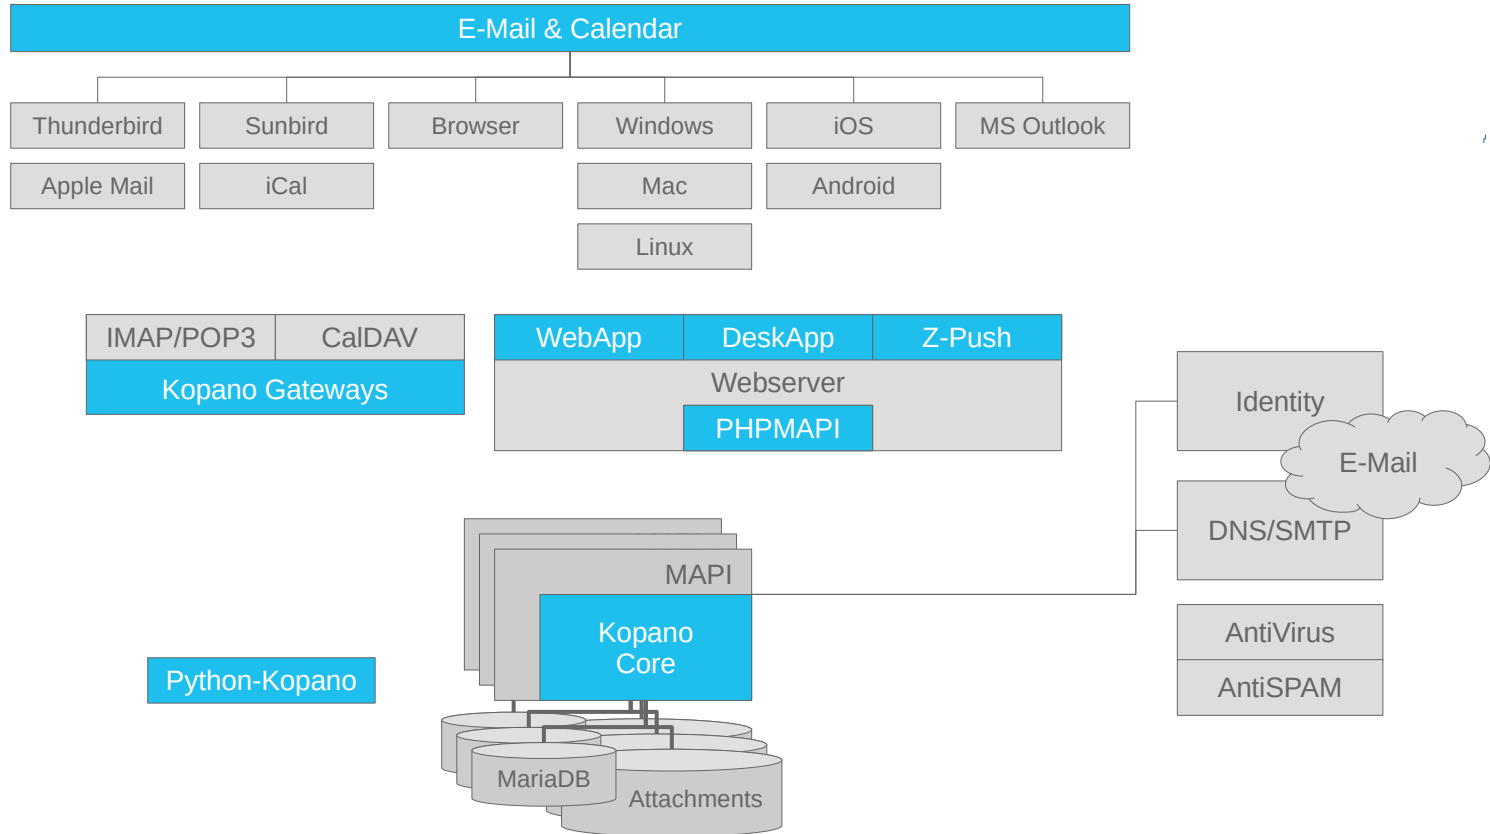 E-Mail & Calendar
Thunderbird
Sunbird
Browser
Windows
iOS
MS Outlook
Apple Mail
iCal
Mac
Android
Linux
IMAP/POP3
CalDAV
Kopano Gateways
WebApp
DeskApp
Z-Push
Webserver
PHPMAPI
Identity
E-Mail
DNS/SMTP
MAPI
Kopano
Core
AntiVirus
AntiSPAM
Python-Kopano
MariaDB
Attachments